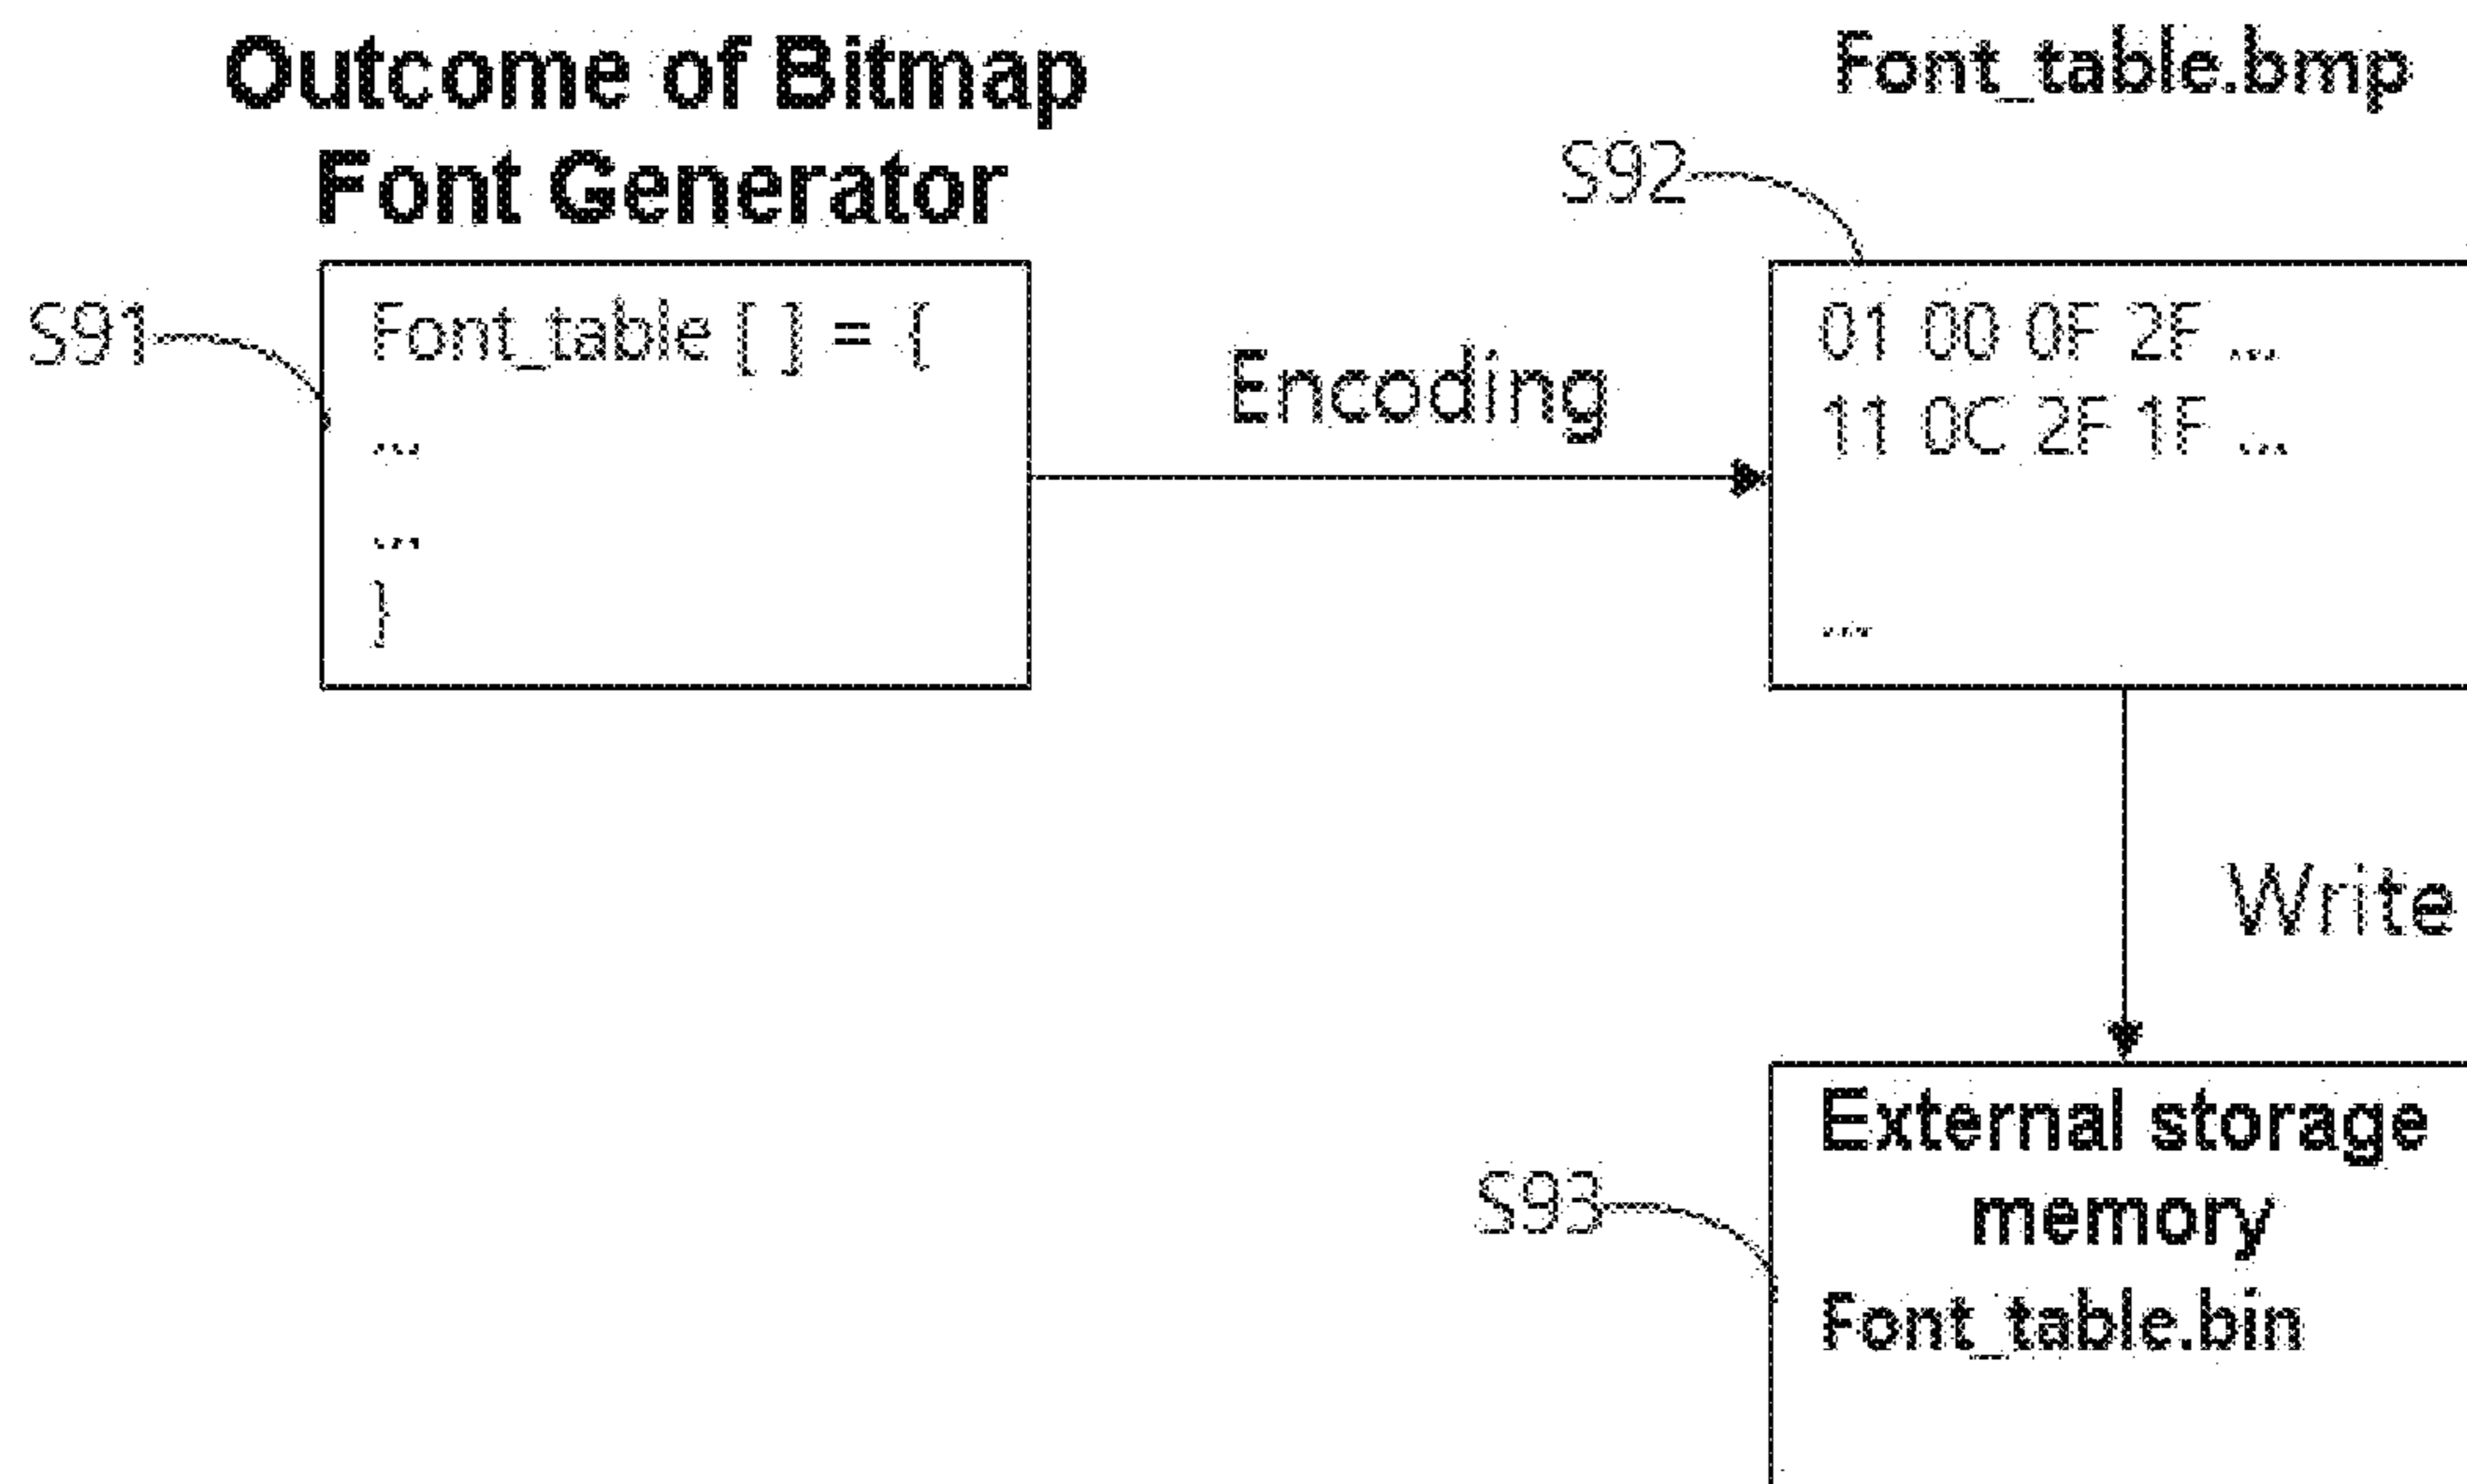 Outcome of Bitmap
Font Generator
S91
Font_table [ ] = {
...
...
}
Encoding
Font_table.bmp
S92
01 00 0F 2F ...
11 0C 2F 1F ...
...
Write
S93
External storage
memory
Font_table.bin